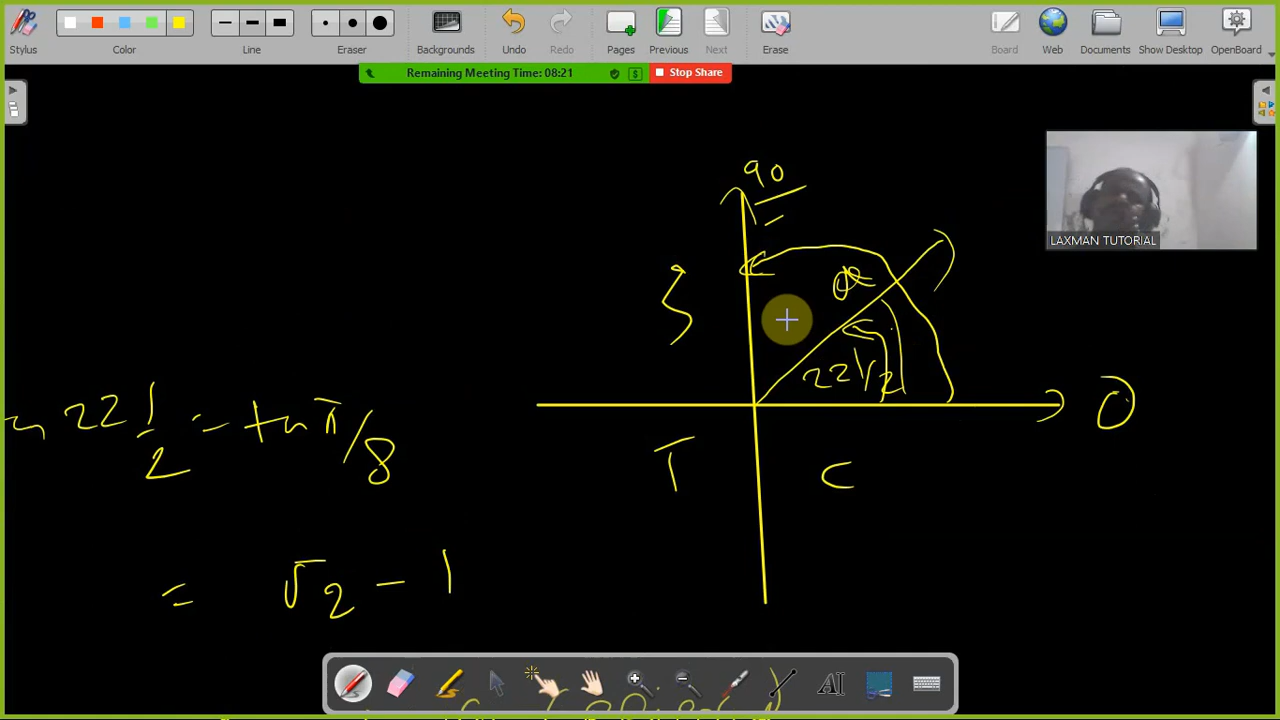 Stylus
Color
Line
Eraser
Backgrounds
Undo
Redo
Pages
Previous
Next
Erase
Board
Web
Documents
Show Desktop
OpenBoard
Remaining Meeting Time: 08:21
Stop Share
LAXMAN TUTORIAL
90
S
22 1/2
0
T
C
22 1/2 = tan π/8
= √2 - 1